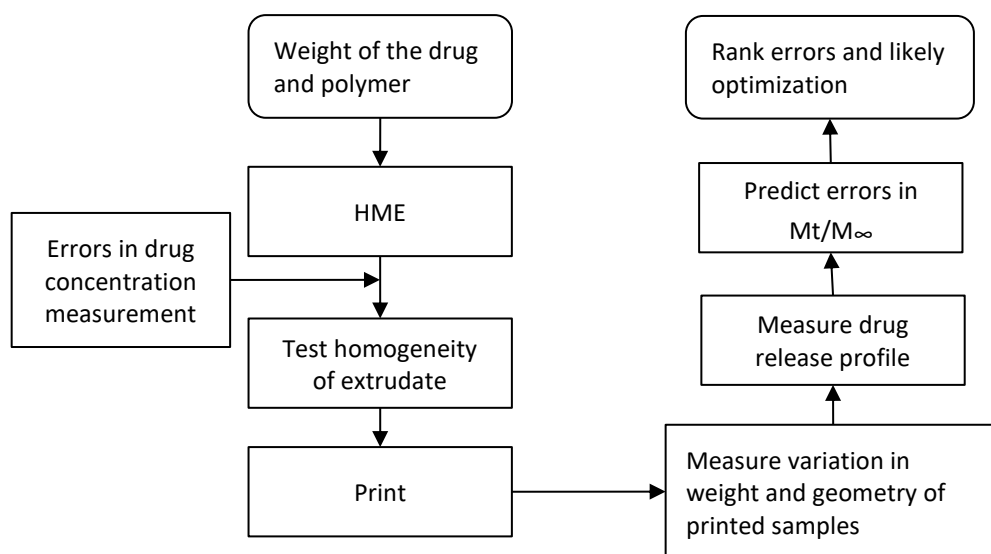 Weight of the drug
and polymer
HME
Errors in drug
concentration
measurement
Test homogeneity
of extrudate
Print
Measure variation in
weight and geometry of
printed samples
Measure drug
release profile
Predict errors in
Mt/M∞
Rank errors and likely
optimization